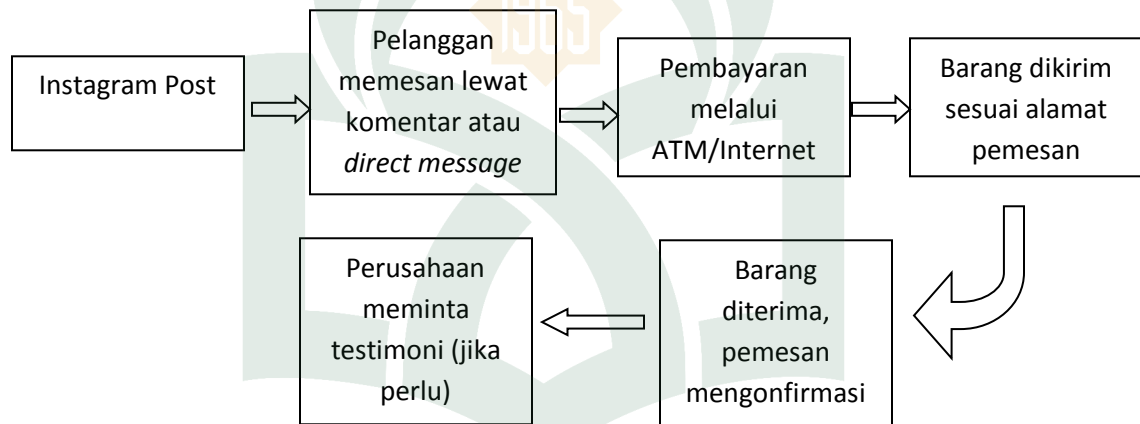 1965
Instagram Post
Pelanggan
memesan lewat
komentar atau
direct message
Pembayaran
melalui
ATM/Internet
Barang dikirim
sesuai alamat
pemesan
Perusahaan
meminta
testimoni (jika
perlu)
Barang
diterima,
pemesan
mengonfirmasi